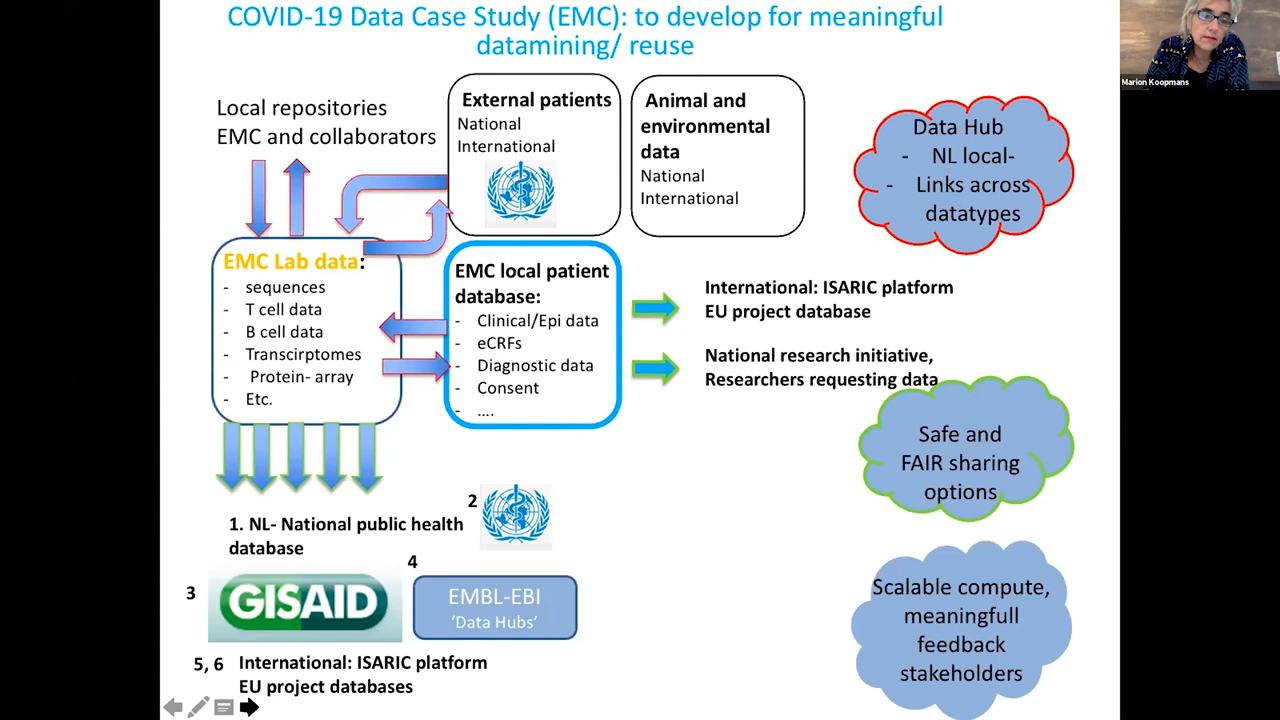 COVID-19 Data Case Study (EMC): to develop for meaningful
datamining/ reuse
Marion Koopmans
Local repositories
EMC and collaborators
External patients
National
International
Animal and
environmental
data
National
International
Data Hub
- NL local-
- Links across
datatypes
EMC Lab data:
- sequences
- T cell data
- B cell data
- Transcirptomes
- Protein- array
- Etc.
EMC local patient
database:
- Clinical/Epi data
- eCRFs
- Diagnostic data
- Consent
- ....
International: ISARIC platform
EU project database
National research initiative,
Researchers requesting data
Safe and
FAIR sharing
options
1. NL- National public health
database
2
3
GISAID
4
EMBL-EBI
‘Data Hubs’
5, 6 International: ISARIC platform
EU project databases
Scalable compute,
meaningfull
feedback
stakeholders